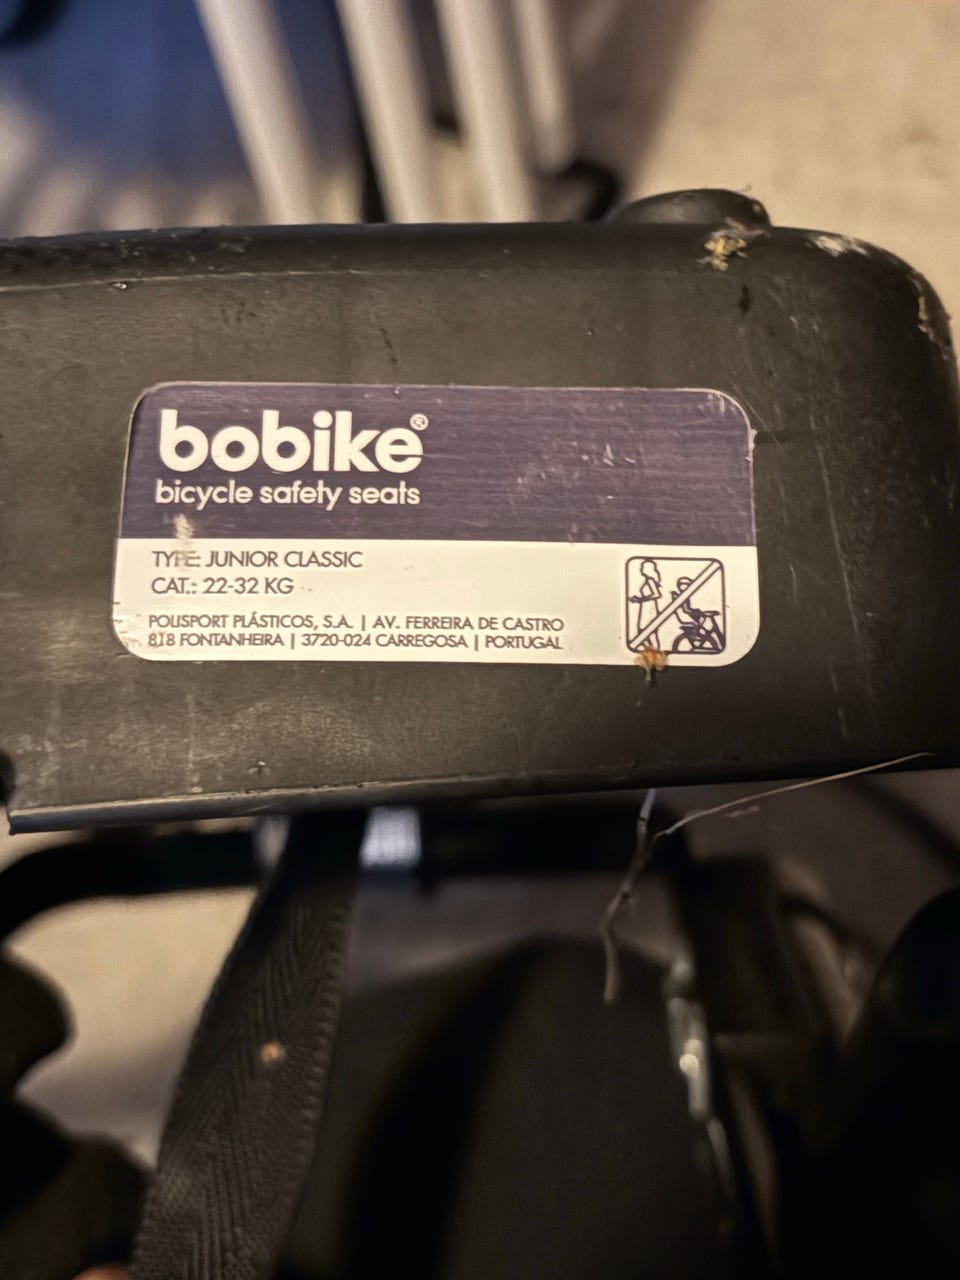 bobike®
bicycle safety seats
TYPE: JUNIOR CLASSIC
CAT.: 22-32 KG
POLISPORT PLÁSTICOS, S.A. | AV. FERREIRA DE CASTRO
818 FONTANHEIRA | 3720-024 CARREGOSA | PORTUGAL